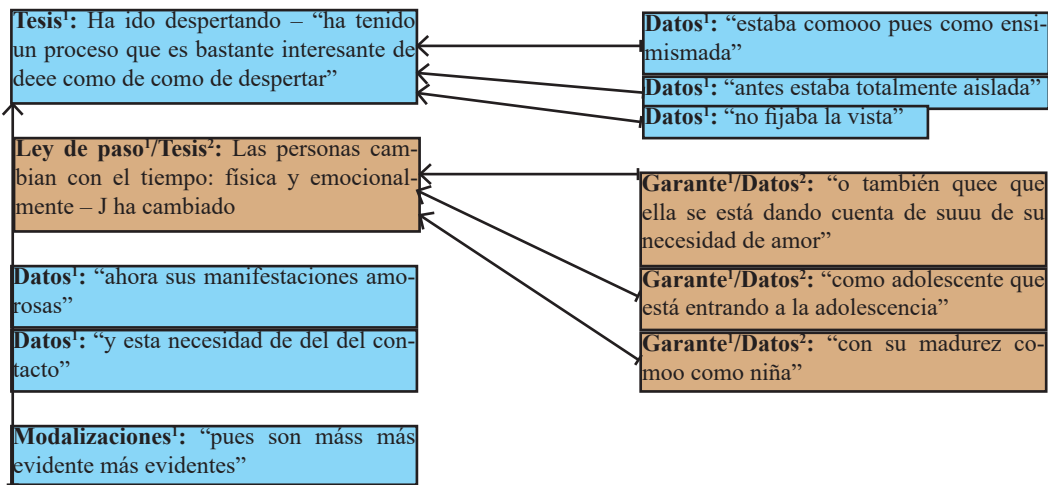 Tesis¹: Ha ido despertando – “ha tenido
un proceso que es bastante interesante de
deee como de como de despertar”
Datos¹: “estaba comooo pues como ensi-
mismada”
Datos¹: “antes estaba totalmente aislada”
Datos¹: “no fijaba la vista”
Ley de paso¹/Tesis²: Las personas cam-
bian con el tiempo: física y emocional-
mente – J ha cambiado
Garante¹/Datos²: “o también quee que
ella se está dando cuenta de suuu de su
necesidad de amor”
Garante¹/Datos²: “como adolescente que
está entrando a la adolescencia”
Garante¹/Datos²: “con su madurez co-
moo como niña”
Datos¹: “ahora sus manifestaciones amo-
rosas”
Datos¹: “y esta necesidad de del del con-
tacto”
Modalizaciones¹: “pues son máss más
evidente más evidentes”